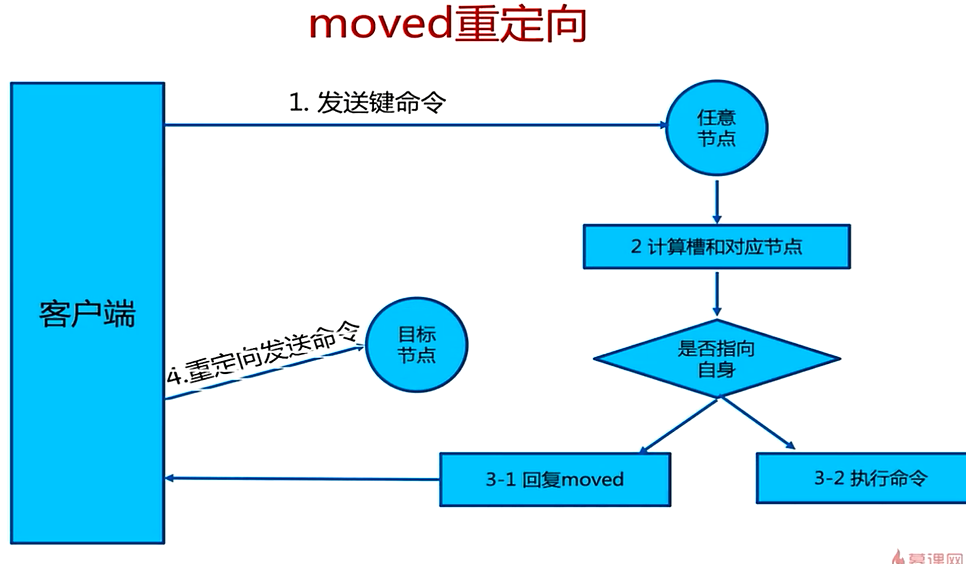 moved重定向
1. 发送键命令
任意
节点
2 计算槽和对应节点
客户端
4.重定向发送命令
目标
节点
是否指向
自身
3-1 回复moved
3-2 执行命令
慕课网